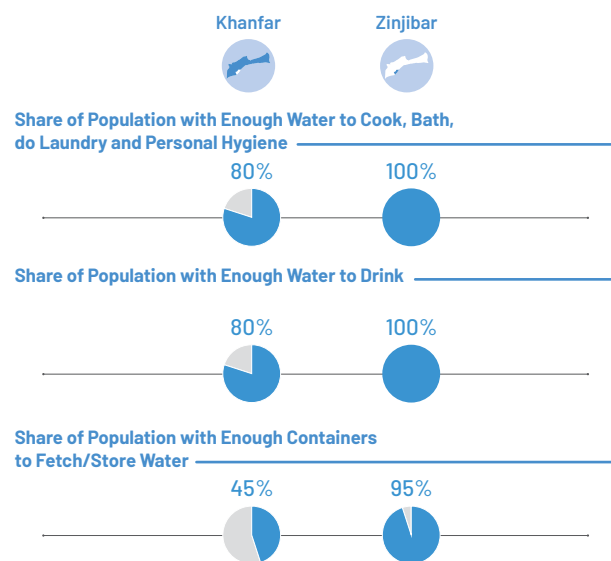 Khanfar Zinjibar
Share of Population with Enough Water to Cook, Bath,
do Laundry and Personal Hygiene
80% 100%
Share of Population with Enough Water to Drink
80% 100%
Share of Population with Enough Containers
to Fetch/Store Water
45% 95%